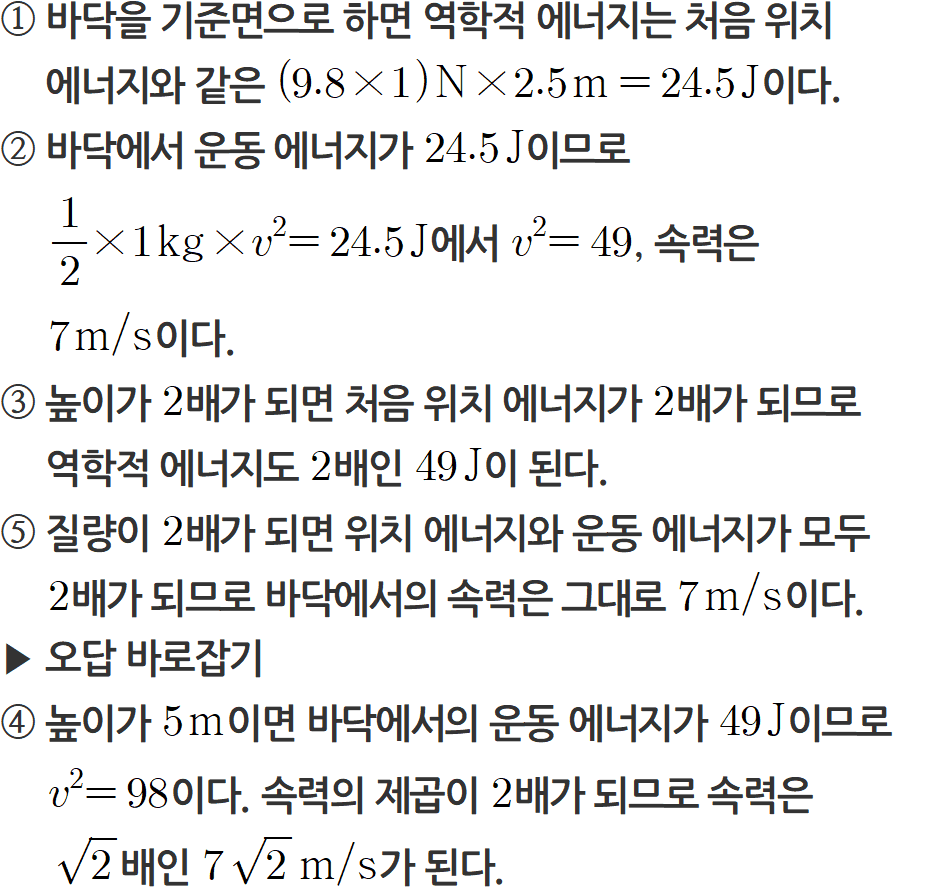 ① 바닥을 기준면으로 하면 역학적 에너지는 처음 위치
에너지와 같은 (9.8×1)N×2.5m=24.5J이다.
② 바닥에서 운동 에너지가 24.5J이므로
1/2×1kg×v²=24.5J에서 v²=49, 속력은
7m/s이다.
③ 높이가 2배가 되면 처음 위치 에너지가 2배가 되므로
역학적 에너지도 2배인 49J이 된다.
⑤ 질량이 2배가 되면 위치 에너지와 운동 에너지가 모두
2배가 되므로 바닥에서의 속력은 그대로 7m/s이다.
▶ 오답 바로잡기
④ 높이가 5m이면 바닥에서의 운동 에너지가 49J이므로
v²=98이다. 속력의 제곱이 2배가 되므로 속력은
√2배인 7√2 m/s가 된다.